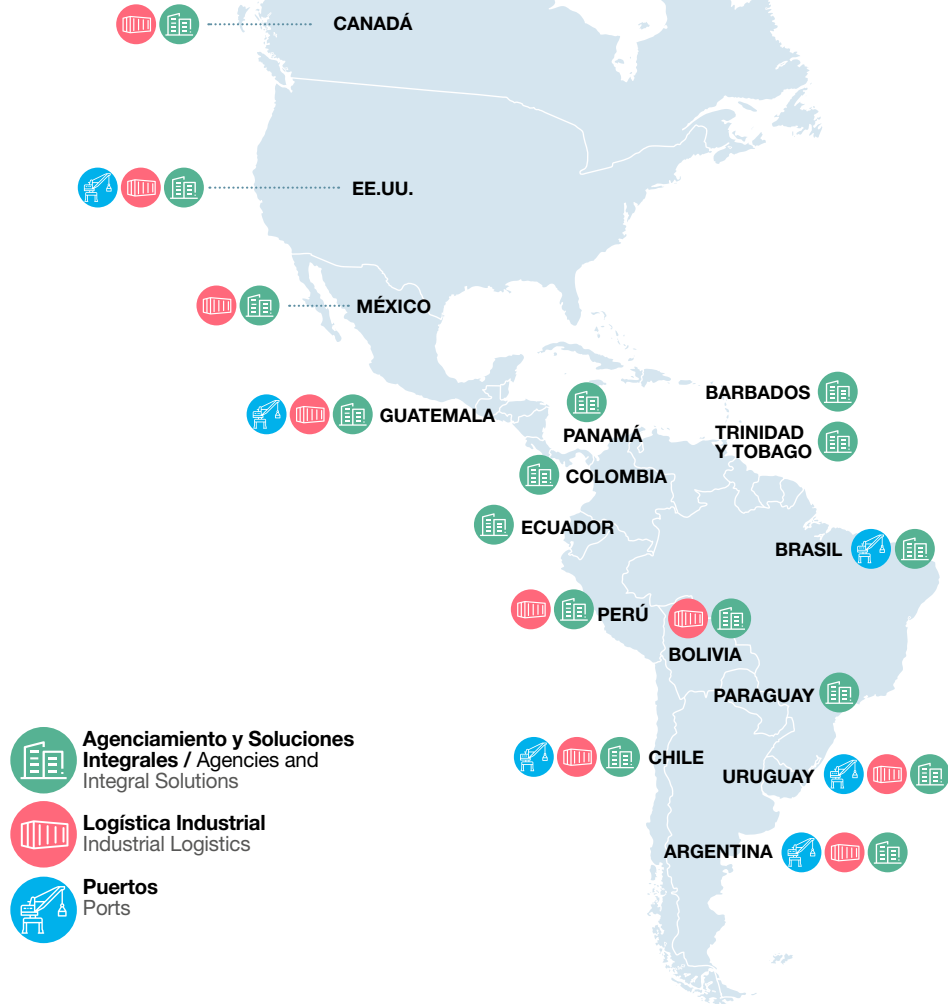 CANADÁ
EE.UU.
MÉXICO
GUATEMALA
PANAMÁ
BARBADOS
TRINIDAD
Y TOBAGO
COLOMBIA
ECUADOR
BRASIL
PERÚ
BOLIVIA
PARAGUAY
CHILE
URUGUAY
ARGENTINA
Agenciamiento y Soluciones
Integrales / Agencies and
Integral Solutions
Logística Industrial
Industrial Logistics
Puertos
Ports